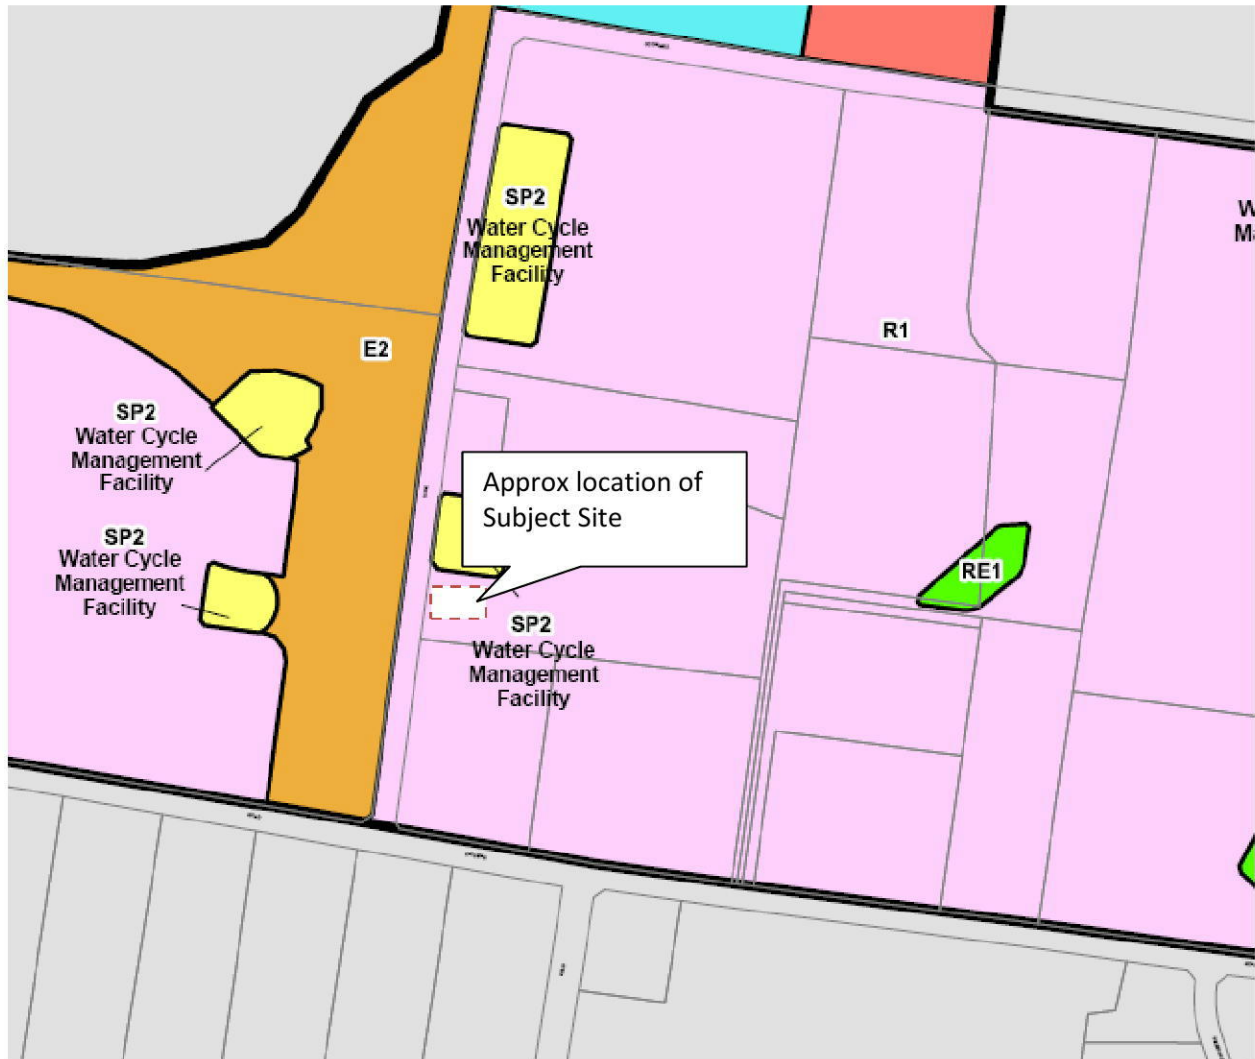 SP2
Water Cycle
Management
Facility
R1
E2
SP2
Water Cycle
Management
Facility
Approx location of
Subject Site
SP2
Water Cycle
Management
Facility
RE1
SP2
Water Cycle
Management
Facility